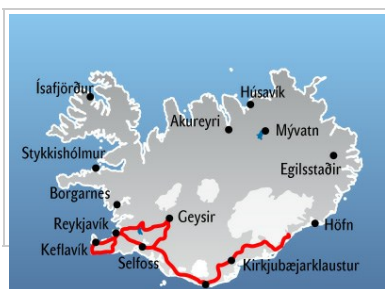 Ísafjörður
Húsavík
Akureyri
Mývatn
Stykkishólmur
Egilsstaðir
Borgarnes
Geysir
Reykjavík
Höfn
Keflavík
Selfoss
Kirkjubæjarklaustur